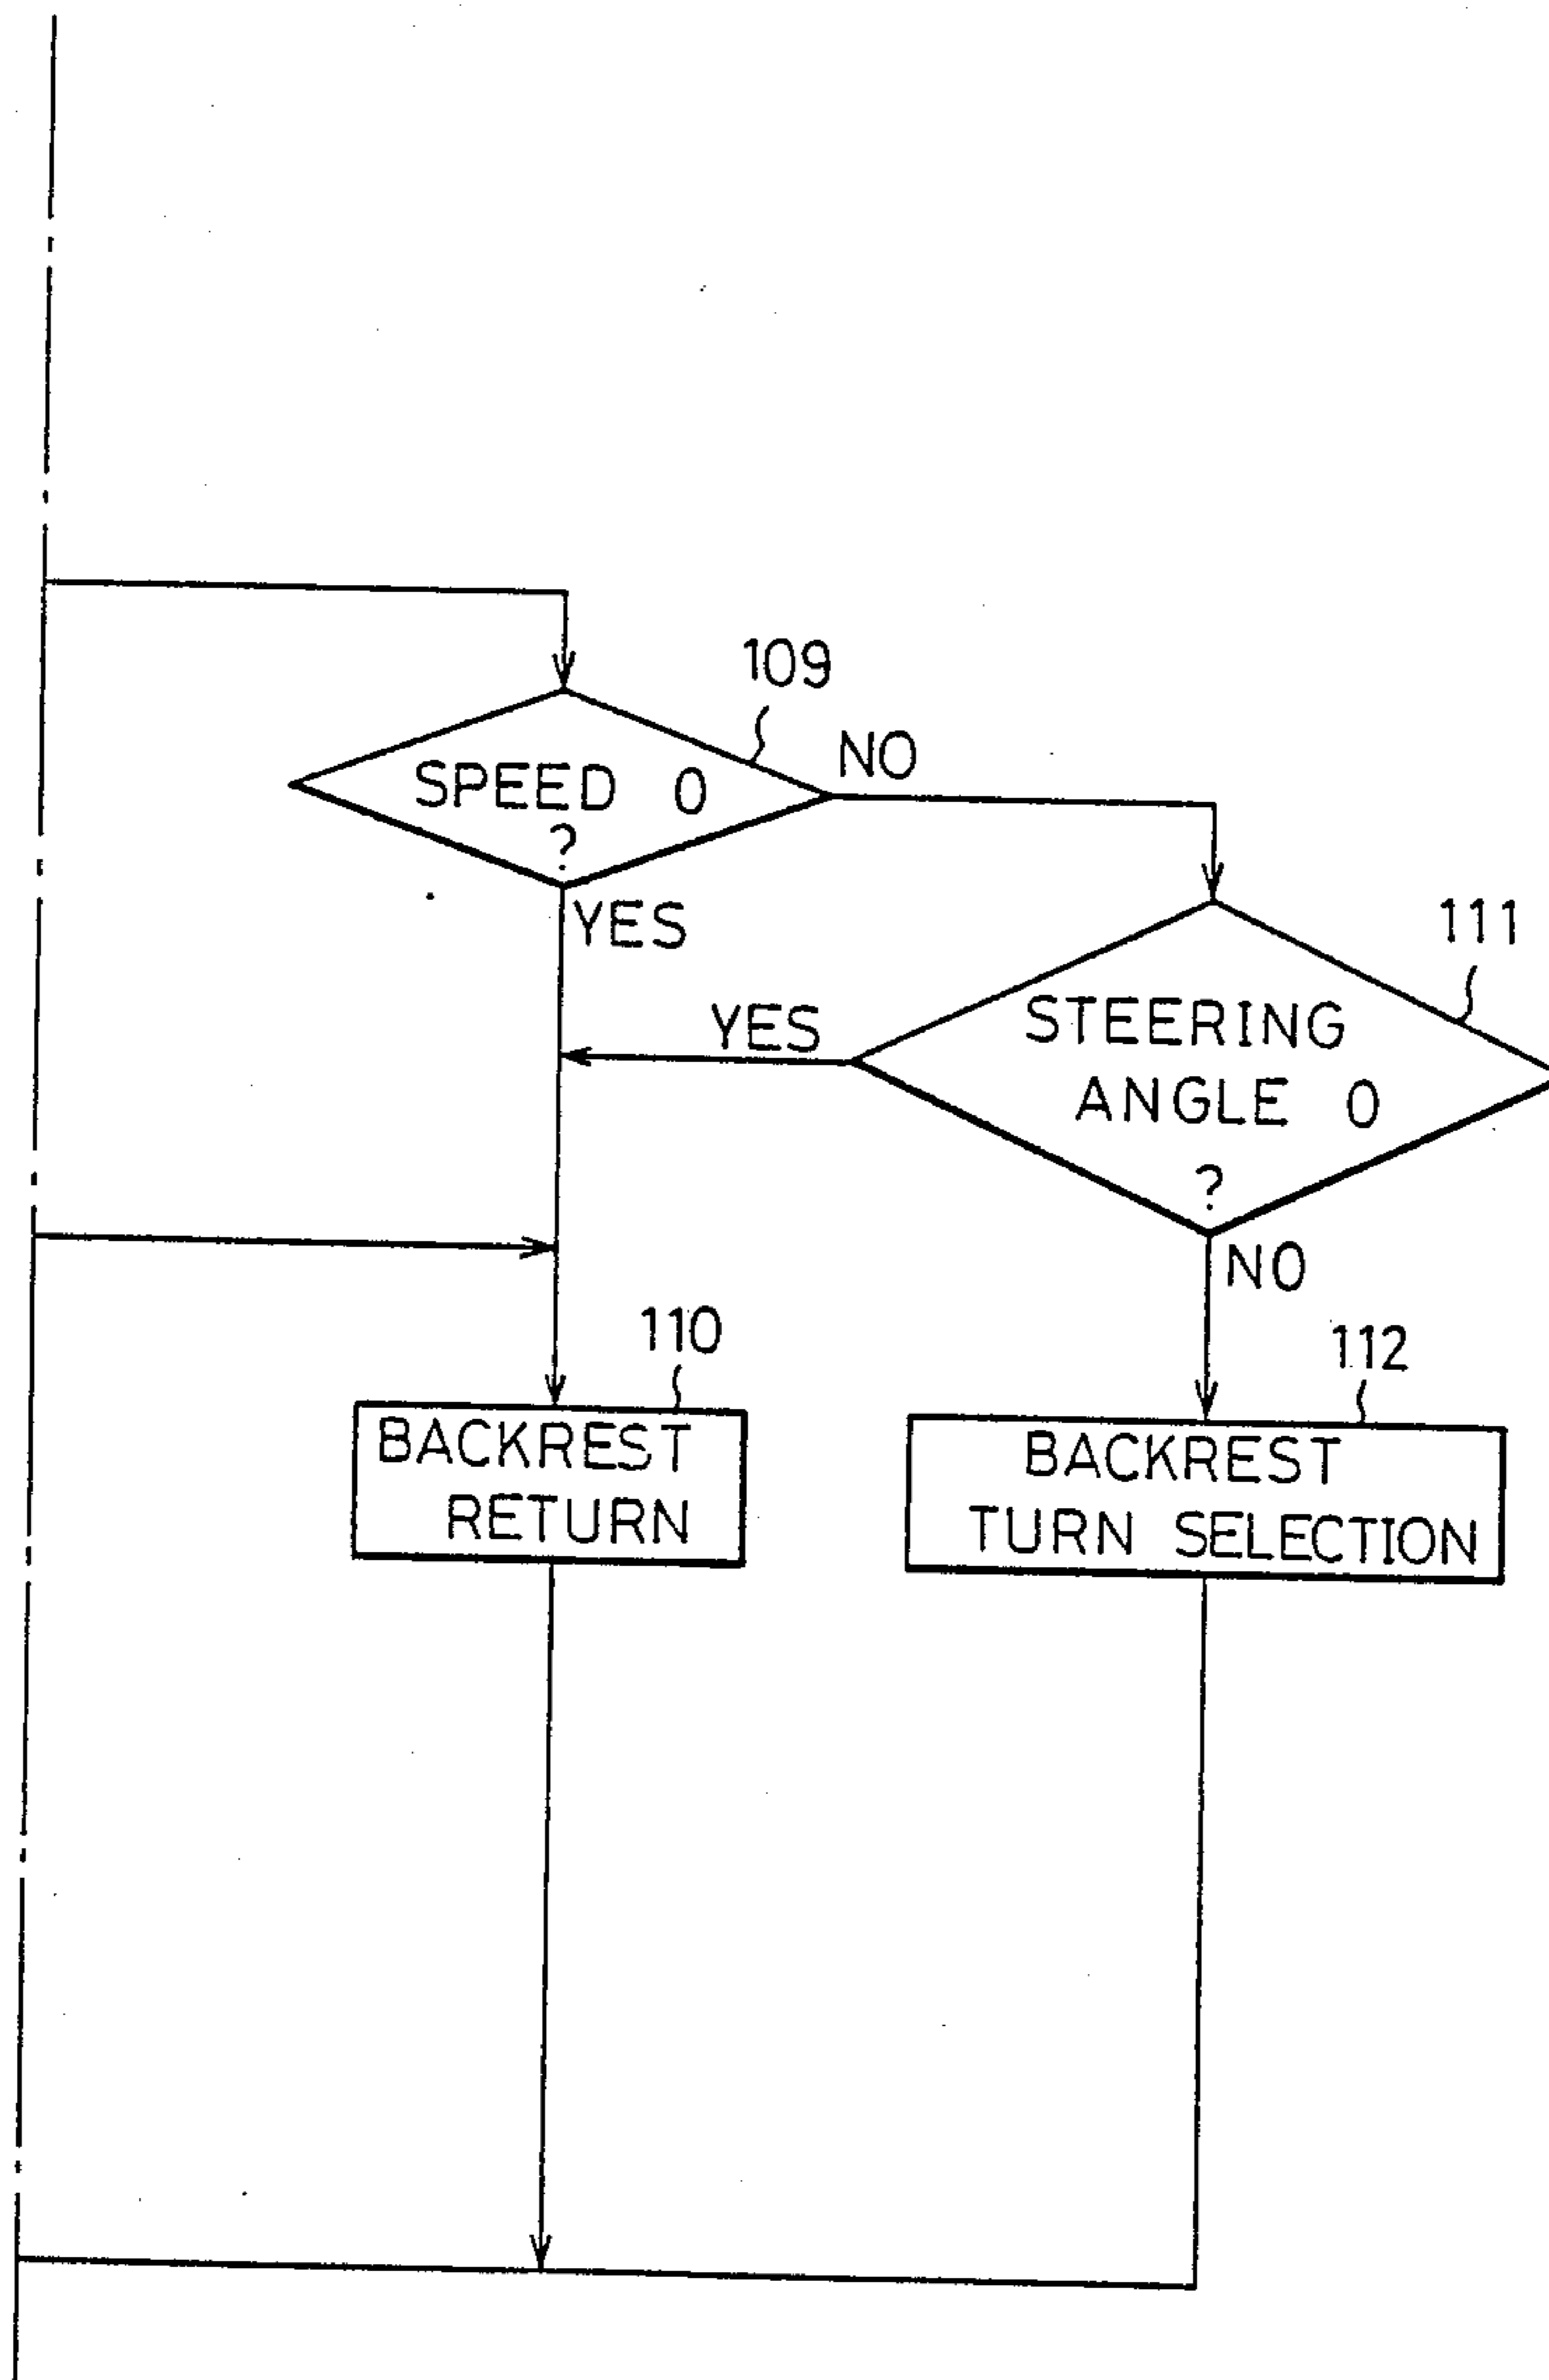 109
NO
SPEED 0
?
YES
111
YES
STEERING
ANGLE 0
?
NO
110
112
BACKREST
RETURN
BACKREST
TURN SELECTION